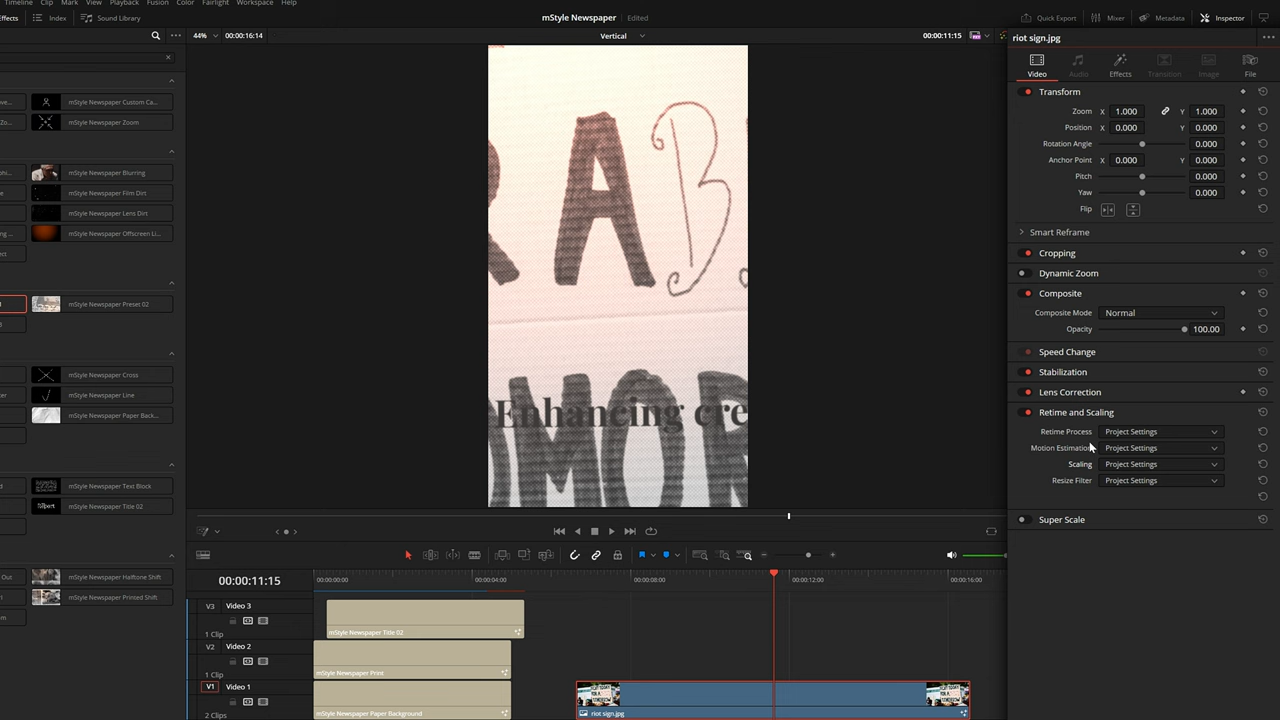 Timeline Clip Mark View Playback Fusion Color Fairlight Workspace Help
Effects Index Sound Library mStyle Newspaper Edited Quick Export Mixer Metadata Inspector
44% 00:00:16:14 Vertical 00:00:11:15 riot sign.jpg
Video Audio Effects Transition Image File
mStyle Newspaper Custom Ca...
mStyle Newspaper Zoom
mStyle Newspaper Blurring
mStyle Newspaper Film Dirt
mStyle Newspaper Lens Dirt
mStyle Newspaper Offscreen Li...
mStyle Newspaper Preset 02
mStyle Newspaper Cross
mStyle Newspaper Line
mStyle Newspaper Paper Back...
mStyle Newspaper Text Block
mStyle Newspaper Title 02
mStyle Newspaper Halftone Shift
mStyle Newspaper Printed Shift
R A B
OMOR
Enhancing cre
Transform
Zoom X 1.000 Y 1.000
Position X 0.000 Y 0.000
Rotation Angle 0.000
Anchor Point X 0.000 Y 0.000
Pitch 0.000
Yaw 0.000
Flip
Smart Reframe
Cropping
Dynamic Zoom
Composite
Composite Mode Normal
Opacity 100.00
Speed Change
Stabilization
Lens Correction
Retime and Scaling
Retime Process Project Settings
Motion Estimation Project Settings
Scaling Project Settings
Resize Filter Project Settings
Super Scale
00:00:11:15 00:00:00:00 00:00:04:00 00:00:08:00 00:00:12:00 00:00:16:00
V3 Video 3
1 Clip mStyle Newspaper Title 02
V2 Video 2
1 Clip mStyle Newspaper Print
V1 Video 1
2 Clips mStyle Newspaper Paper Background riot sign.jpg